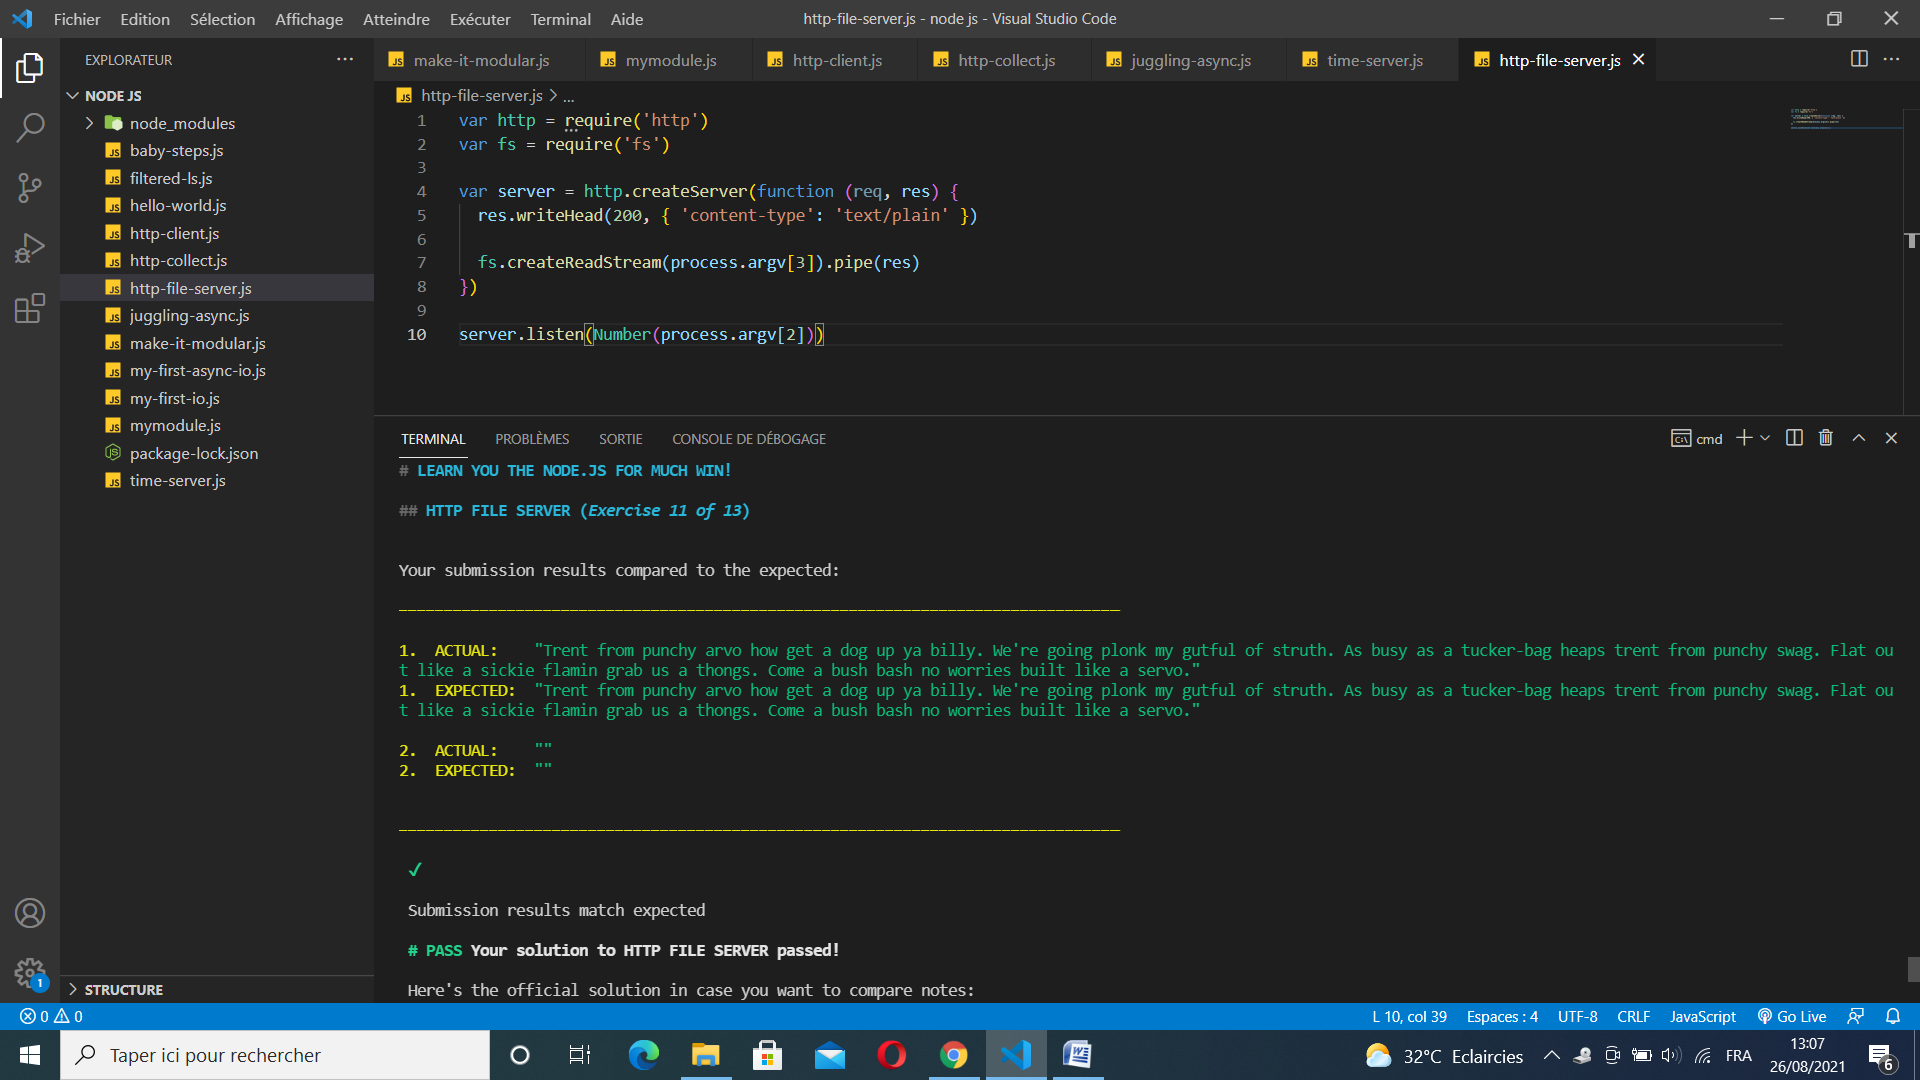 Fichier Edition Sélection Affichage Atteindre Exécuter Terminal Aide http-file-server.js - node js - Visual Studio Code
EXPLORATEUR
make-it-modular.js mymodule.js http-client.js http-collect.js juggling-async.js time-server.js http-file-server.js
NODE JS
node_modules
baby-steps.js
filtered-ls.js
hello-world.js
http-client.js
http-collect.js
http-file-server.js
juggling-async.js
make-it-modular.js
my-first-async-io.js
my-first-io.js
mymodule.js
package-lock.json
time-server.js
STRUCTURE
http-file-server.js > ...
1 var http = require('http')
2 var fs = require('fs')
3
4 var server = http.createServer(function (req, res) {
5 res.writeHead(200, { 'content-type': 'text/plain' })
6
7 fs.createReadStream(process.argv[3]).pipe(res)
8 })
9
10 server.listen(Number(process.argv[2]))
TERMINAL PROBLÈMES SORTIE CONSOLE DE DÉBOGAGE cmd
# LEARN YOU THE NODE.JS FOR MUCH WIN!
## HTTP FILE SERVER (Exercise 11 of 13)
Your submission results compared to the expected:
1. ACTUAL: "Trent from punchy arvo how get a dog up ya billy. We're going plonk my gutful of struth. As busy as a tucker-bag heaps trent from punchy swag. Flat ou
t like a sickie flamin grab us a thongs. Come a bush bash no worries built like a servo."
1. EXPECTED: "Trent from punchy arvo how get a dog up ya billy. We're going plonk my gutful of struth. As busy as a tucker-bag heaps trent from punchy swag. Flat ou
t like a sickie flamin grab us a thongs. Come a bush bash no worries built like a servo."
2. ACTUAL: ""
2. EXPECTED: ""
✓
Submission results match expected
# PASS Your solution to HTTP FILE SERVER passed!
Here's the official solution in case you want to compare notes:
1
0 0 L 10, col 39 Espaces : 4 UTF-8 CRLF JavaScript Go Live
Taper ici pour rechercher 32°C Eclaircies FRA 13:07
26/08/2021 6